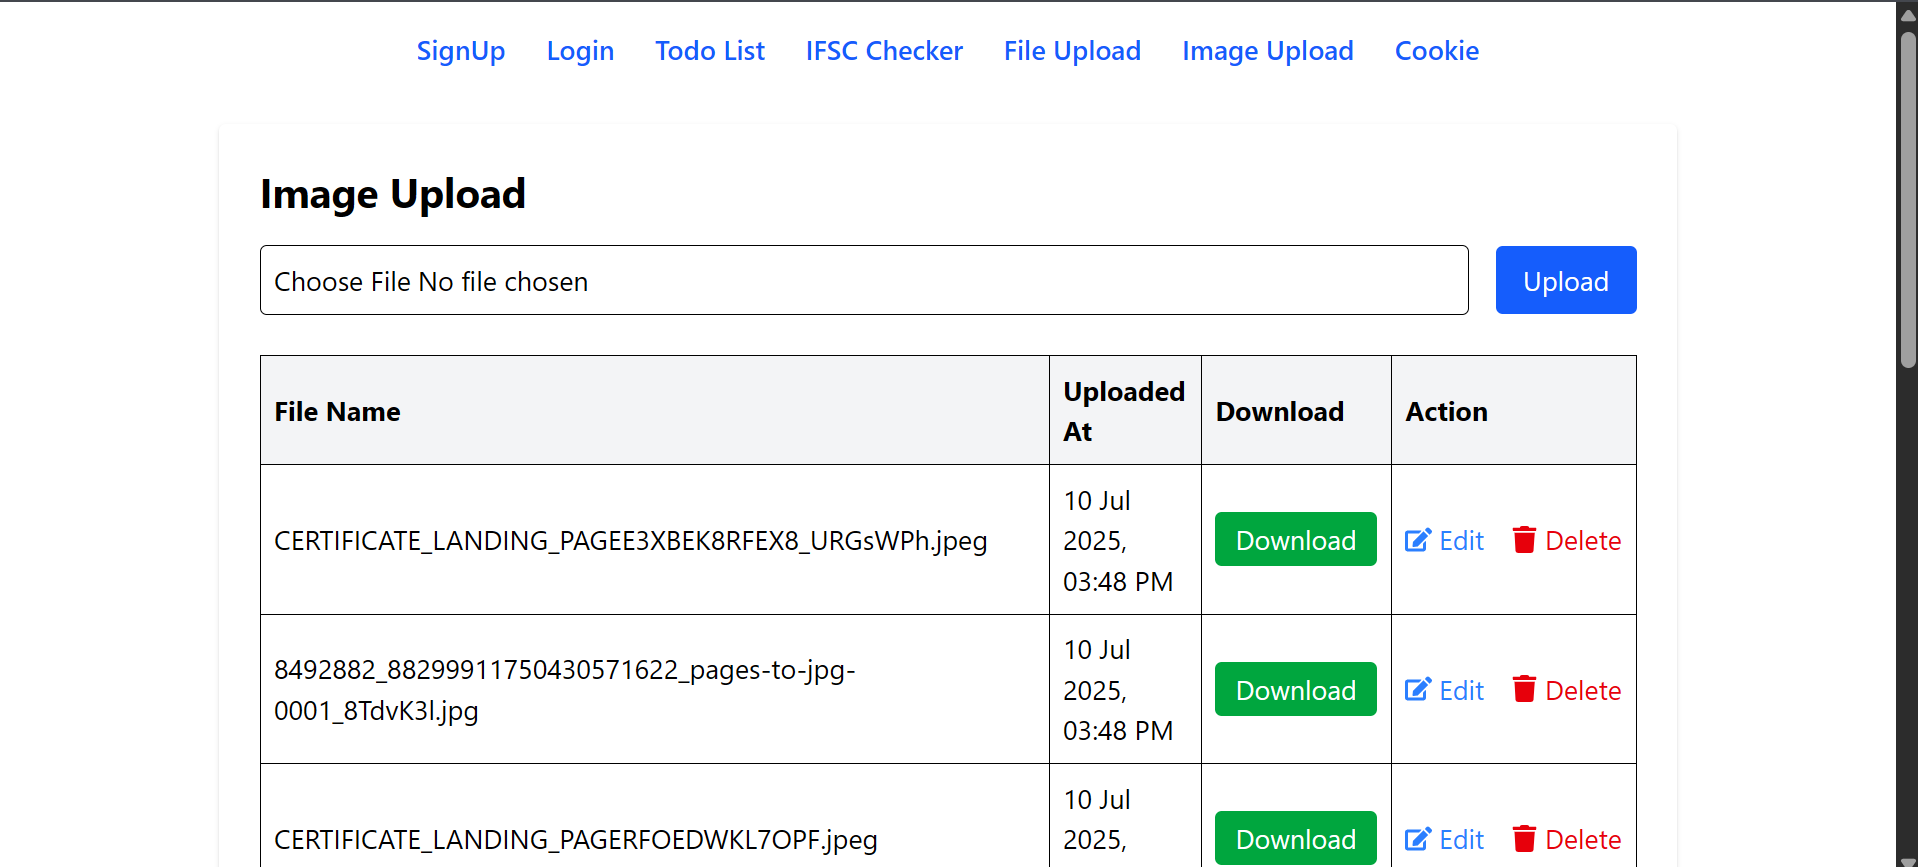 SignUp Login Todo List IFSC Checker File Upload Image Upload Cookie
Image Upload
Choose File No file chosen
Upload
File Name
Uploaded
At
Download
Action
CERTIFICATE_LANDING_PAGEE3XBEK8RFEX8_URGsWPh.jpeg
10 Jul
2025,
03:48 PM
Download
Edit
Delete
8492882_88299911750430571622_pages-to-jpg-
0001_8TdvK3l.jpg
10 Jul
2025,
03:48 PM
Download
Edit
Delete
CERTIFICATE_LANDING_PAGERFOEDWKL7OPF.jpeg
10 Jul
2025,
Download
Edit
Delete